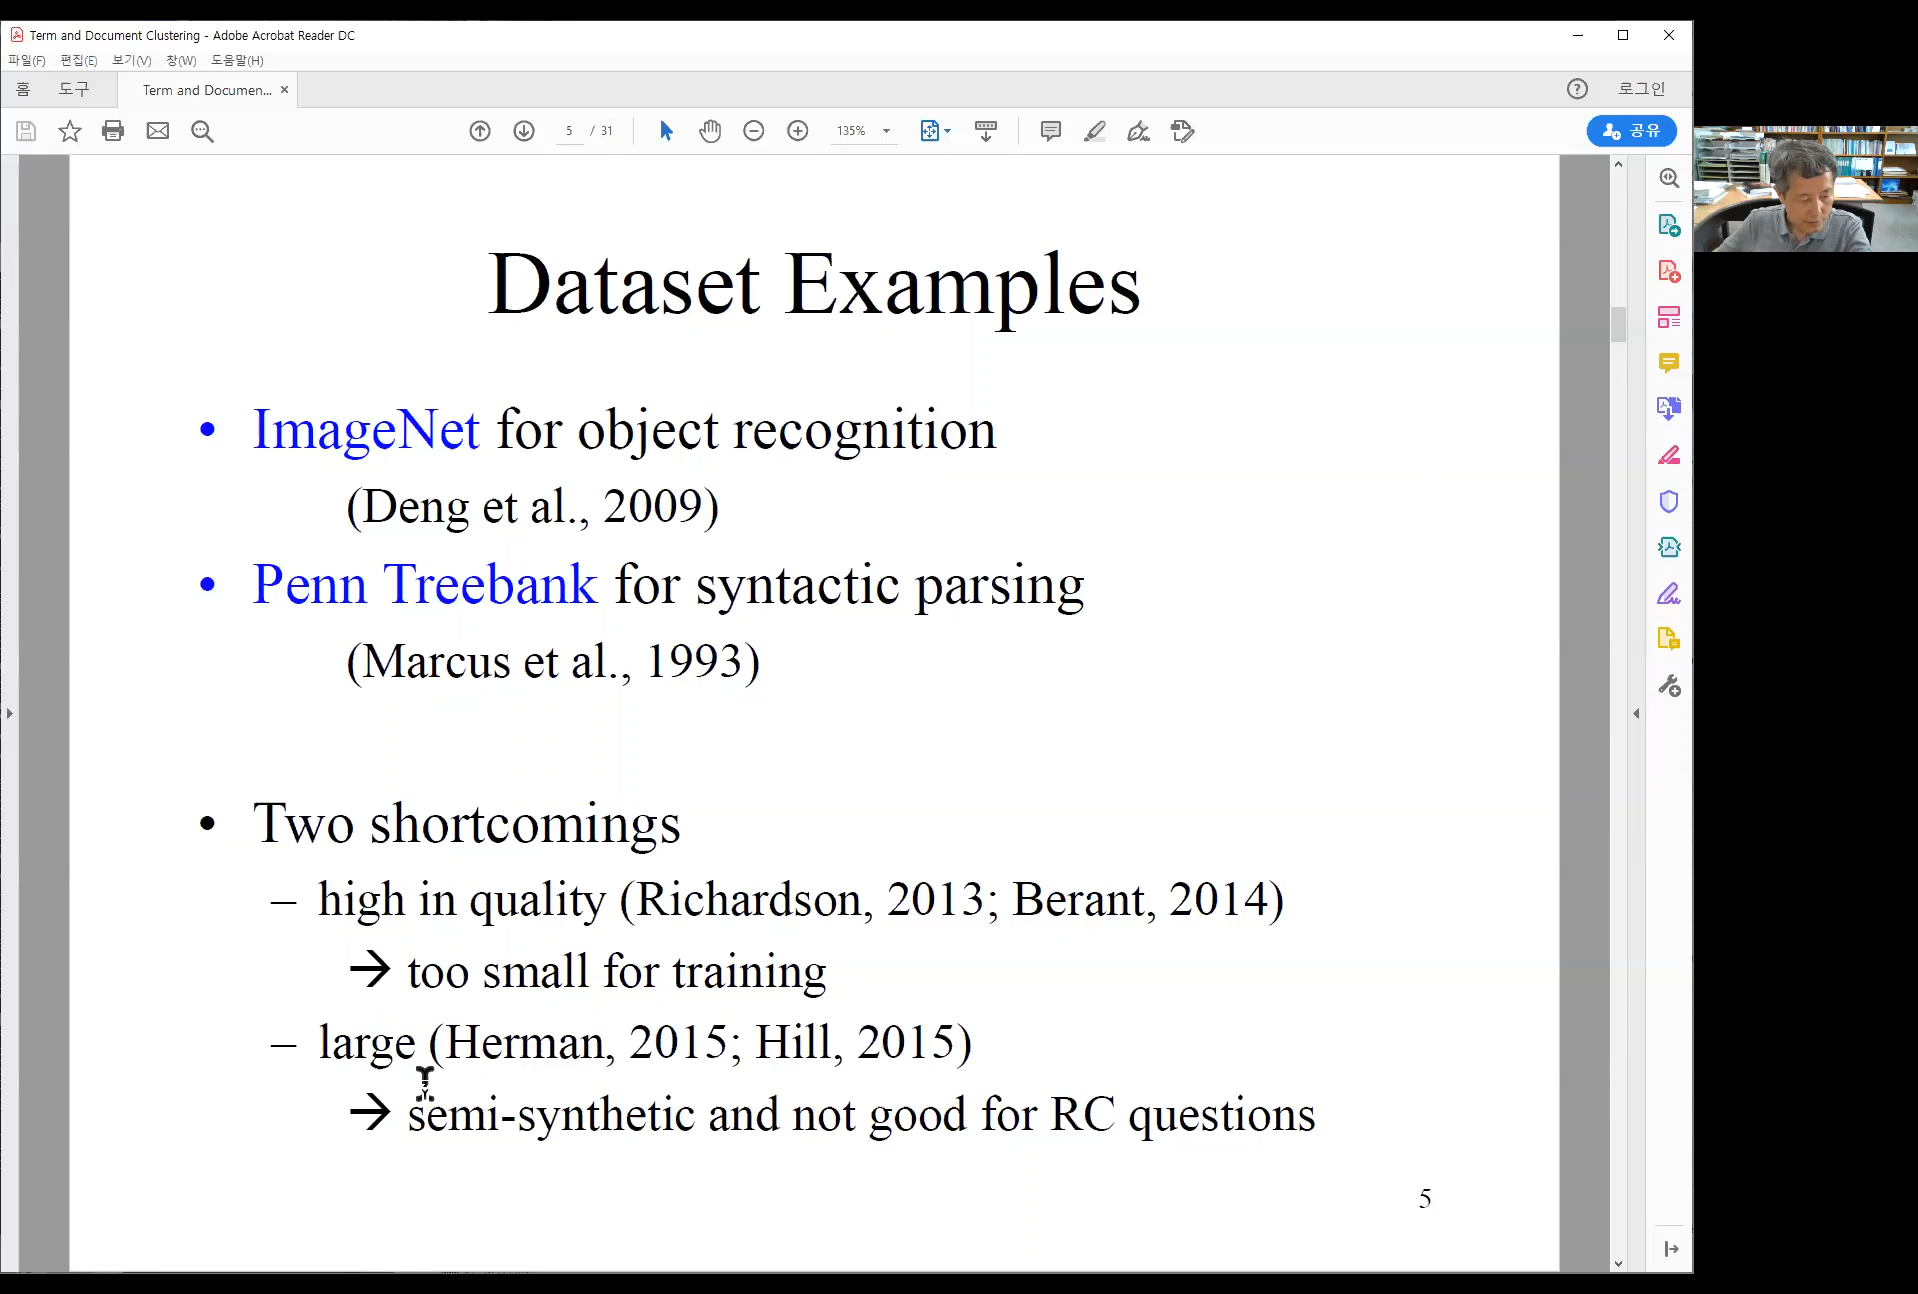 Term and Document Clustering - Adobe Acrobat Reader DC
파일(F) 편집(E) 보기(V) 창(W) 도움말(H)
홈 도구 Term and Documen... ×
로그인
5 / 31
135%
공유
Dataset Examples
• ImageNet for object recognition
(Deng et al., 2009)
• Penn Treebank for syntactic parsing
(Marcus et al., 1993)
• Two shortcomings
– high in quality (Richardson, 2013; Berant, 2014)
→ too small for training
– large (Herman, 2015; Hill, 2015)
→ semi-synthetic and not good for RC questions
5